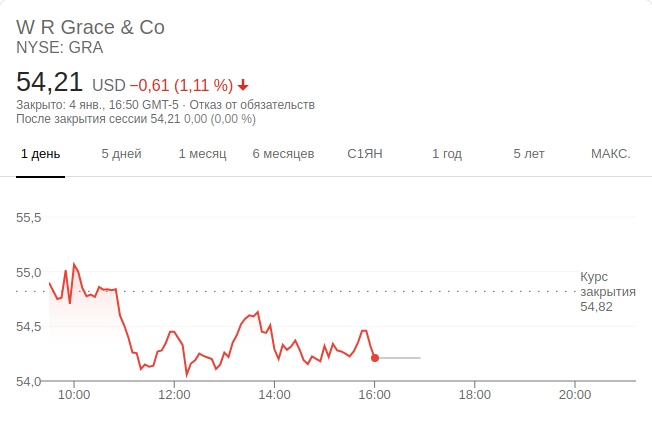 W R Grace & Co
NYSE: GRA
54,21 USD −0,61 (1,11 %)
Закрыто: 4 янв., 16:50 GMT-5 · Отказ от обязательств
После закрытия сессии 54,21 0,00 (0,00 %)
1 день 5 дней 1 месяц 6 месяцев С1ЯН 1 год 5 лет МАКС.
55,5
55,0
Курс
закрытия
54,82
54,5
54,0
10:00 12:00 14:00 16:00 18:00 20:00